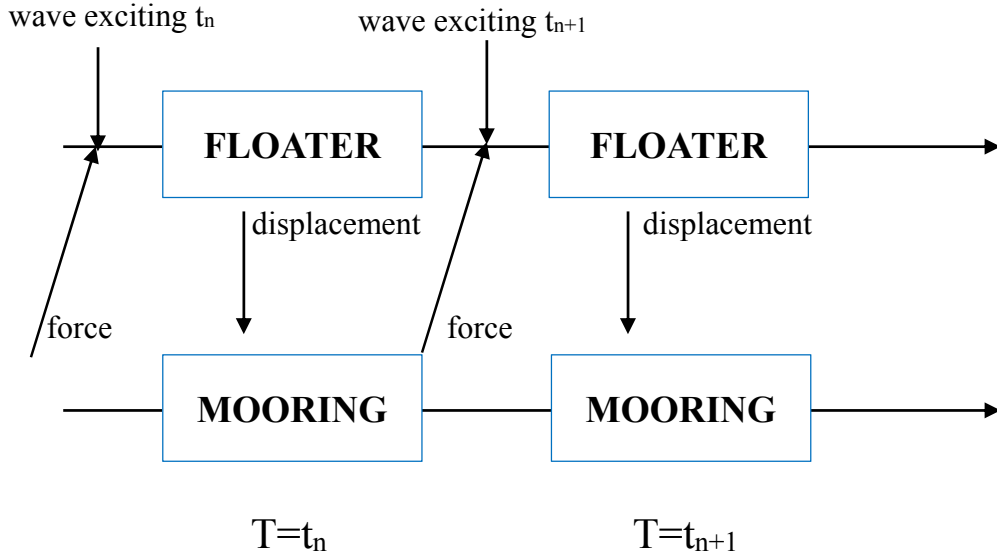 wave exciting tn
wave exciting tn+1
FLOATER
FLOATER
displacement
displacement
force
force
MOORING
MOORING
T=tn
T=tn+1